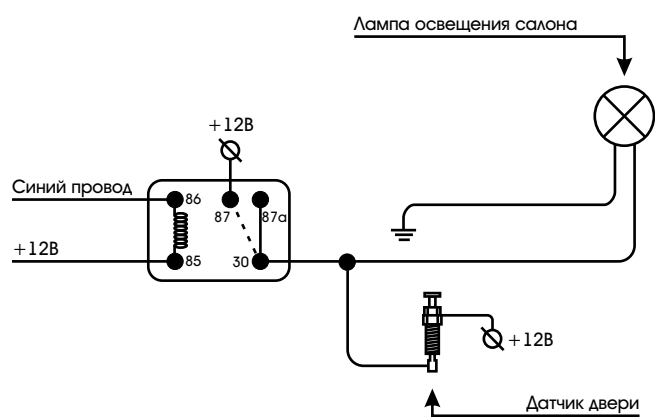 Лампа освещения салона
+12В
Синий провод
86
87
87а
+12В
85
30
+12В
Датчик двери